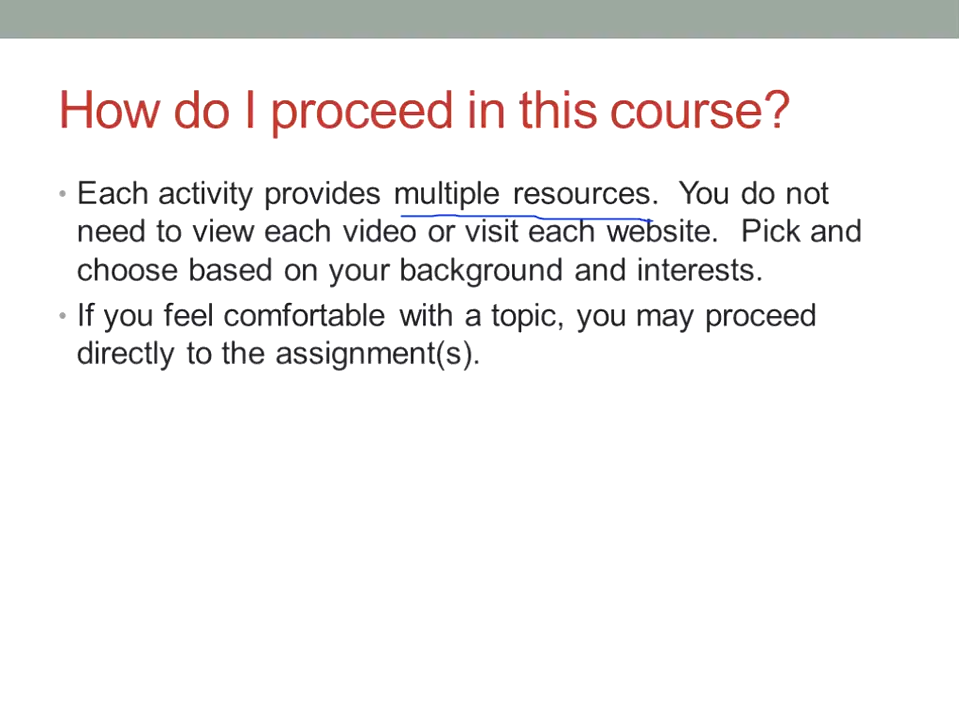 How do I proceed in this course?
• Each activity provides multiple resources.  You do not
need to view each video or visit each website.  Pick and
choose based on your background and interests.
• If you feel comfortable with a topic, you may proceed
directly to the assignment(s).